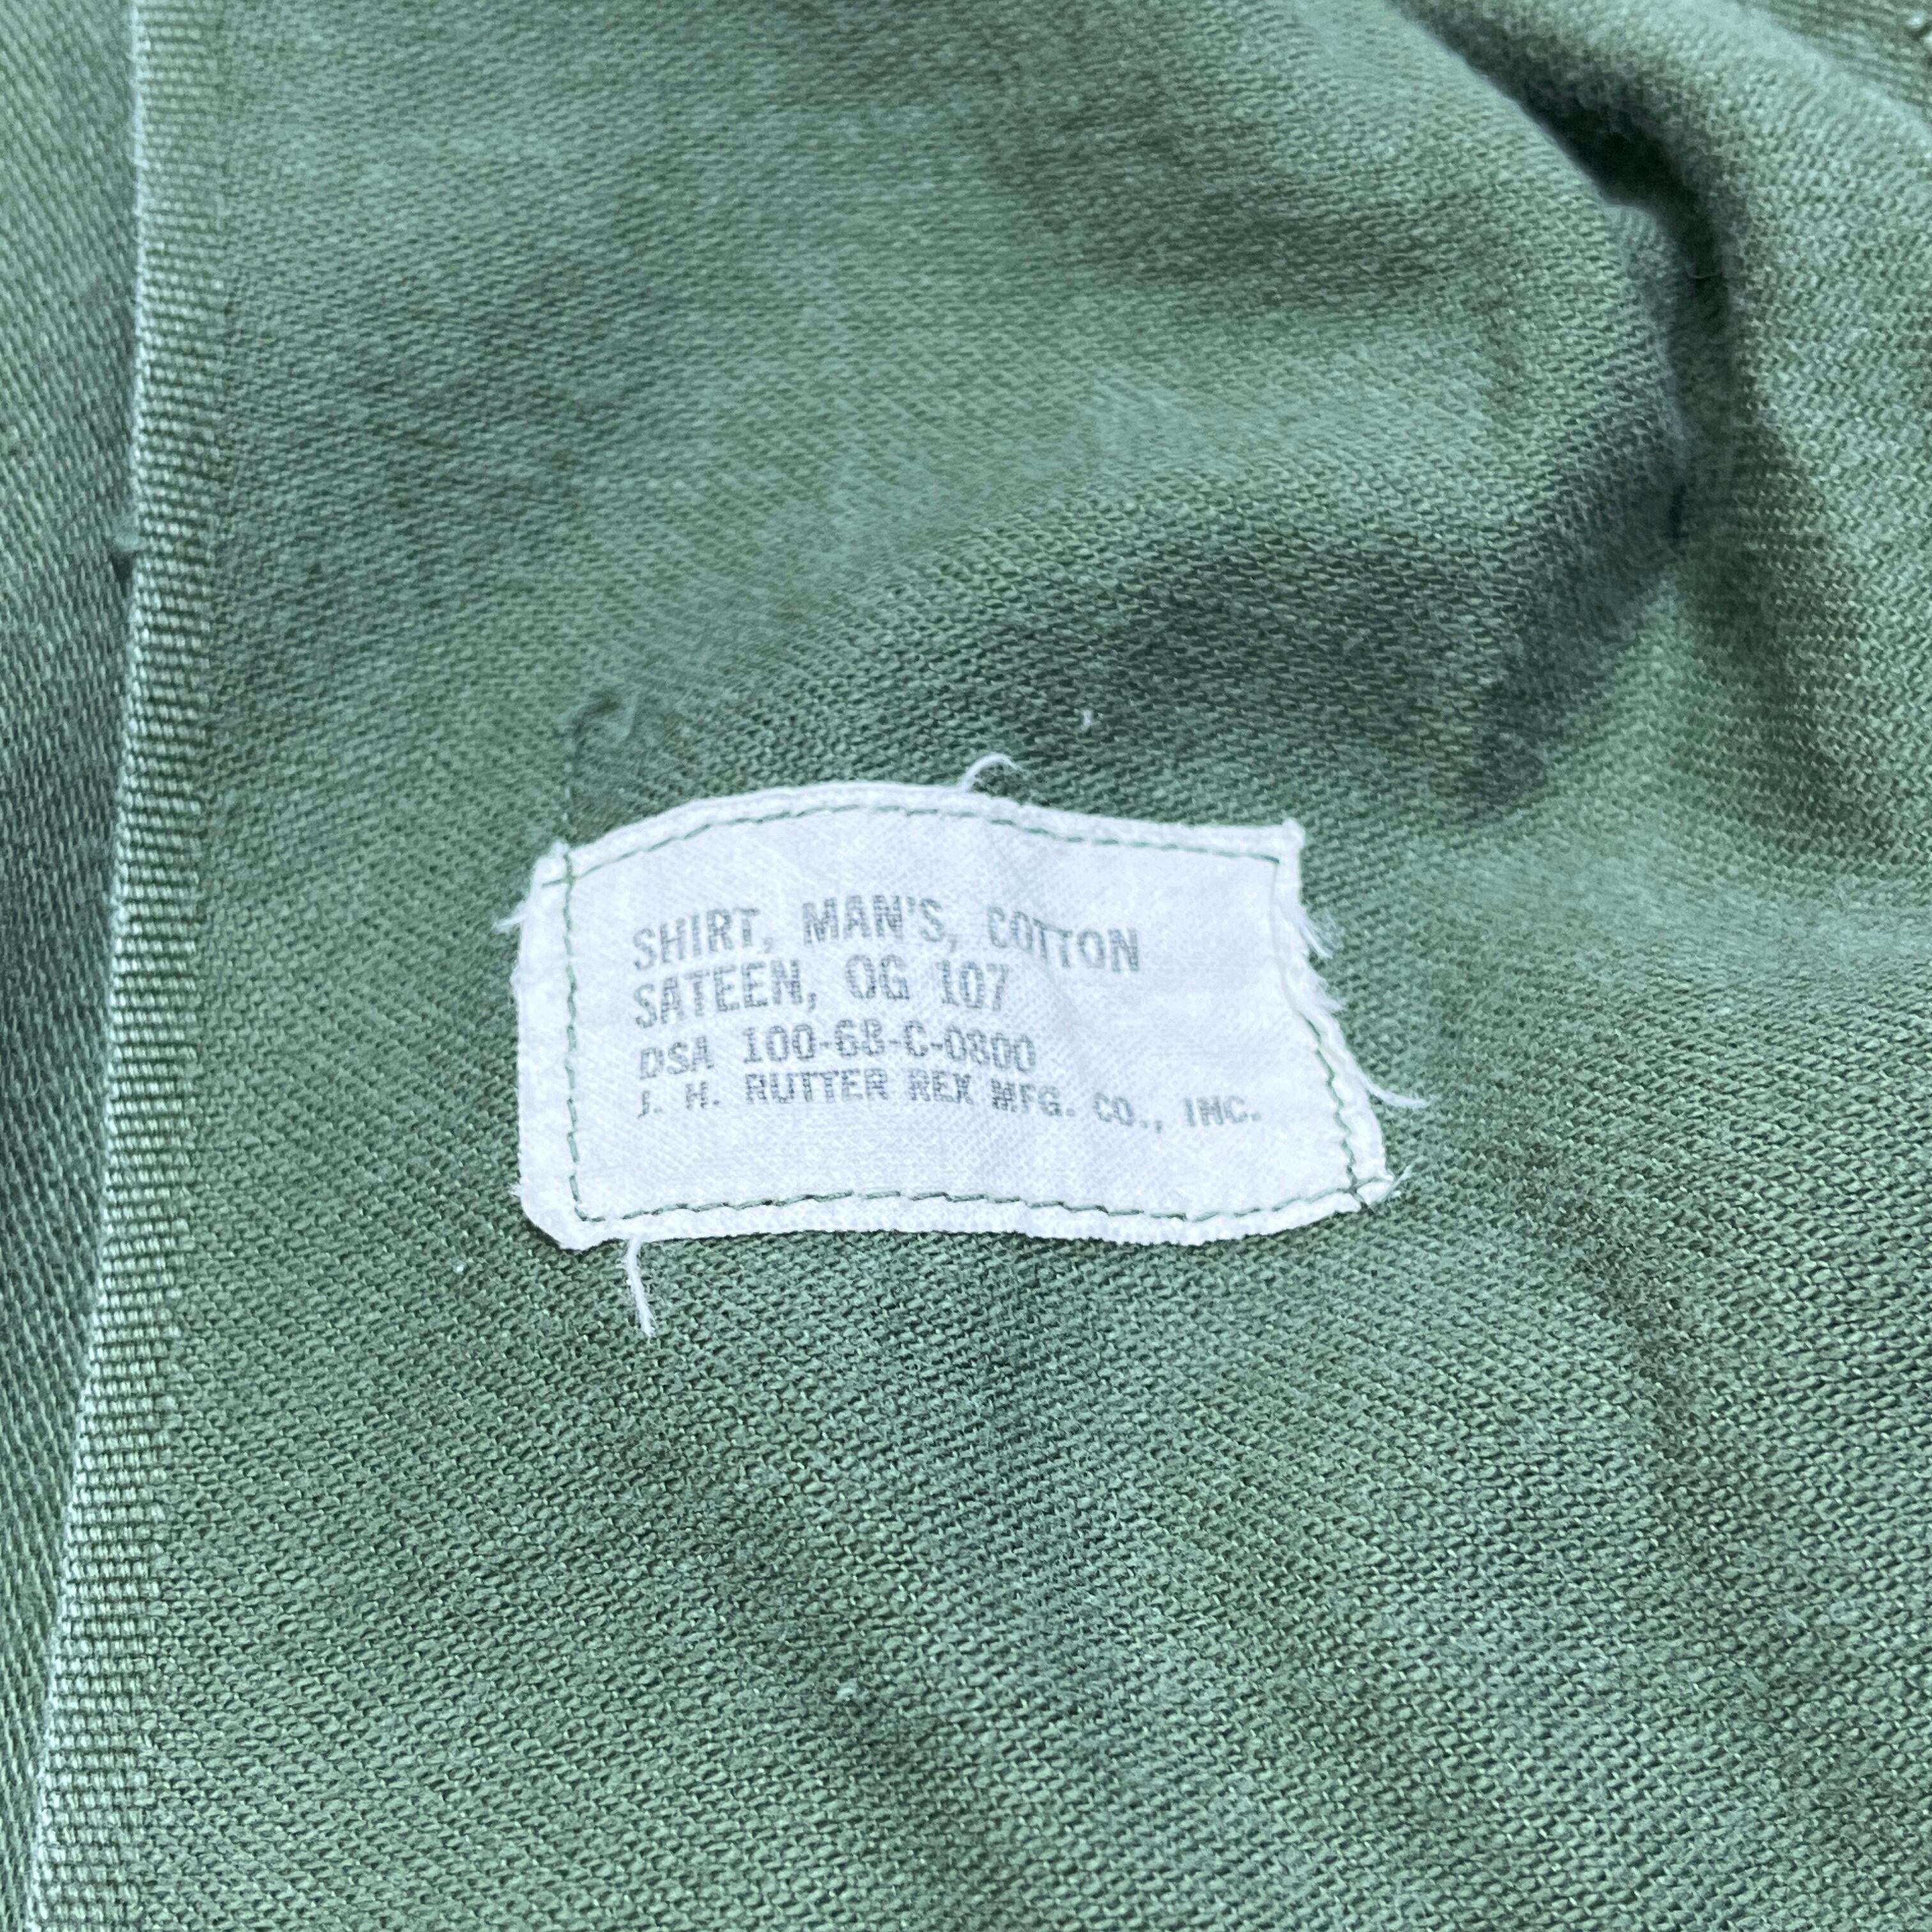 SHIRT, MAN'S, COTTON
SATEEN, OG 107
DSA 100-68-C-0800
J. H. RUTTER REX MFG. CO., INC.